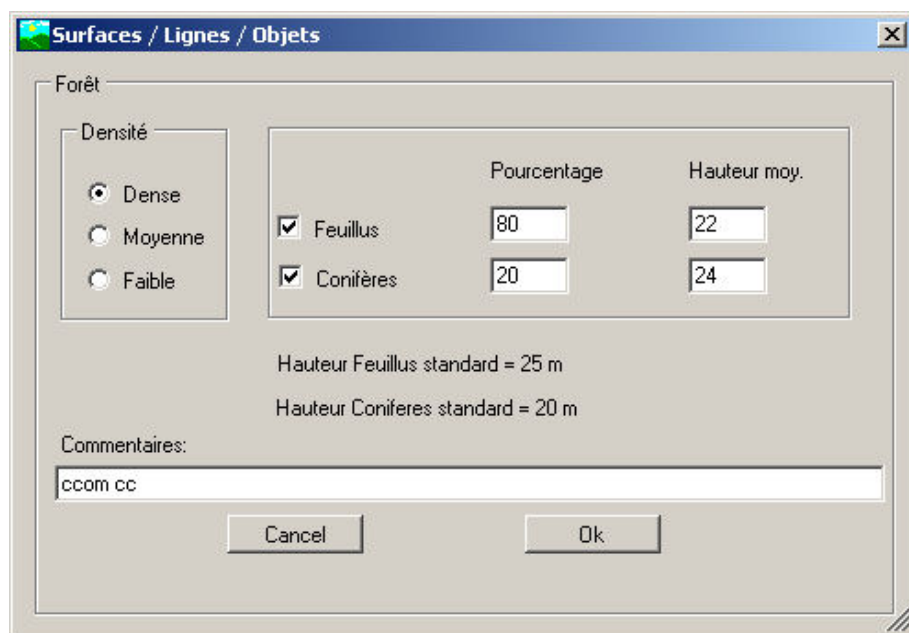 Surfaces / Lignes / Objets
Forêt
Densité
Dense
Moyenne
Faible
Pourcentage Hauteur moy.
Feuillus 80 22
Conifères 20 24
Hauteur Feuillus standard = 25 m
Hauteur Coniferes standard = 20 m
Commentaires:
ccom cc
Cancel Ok